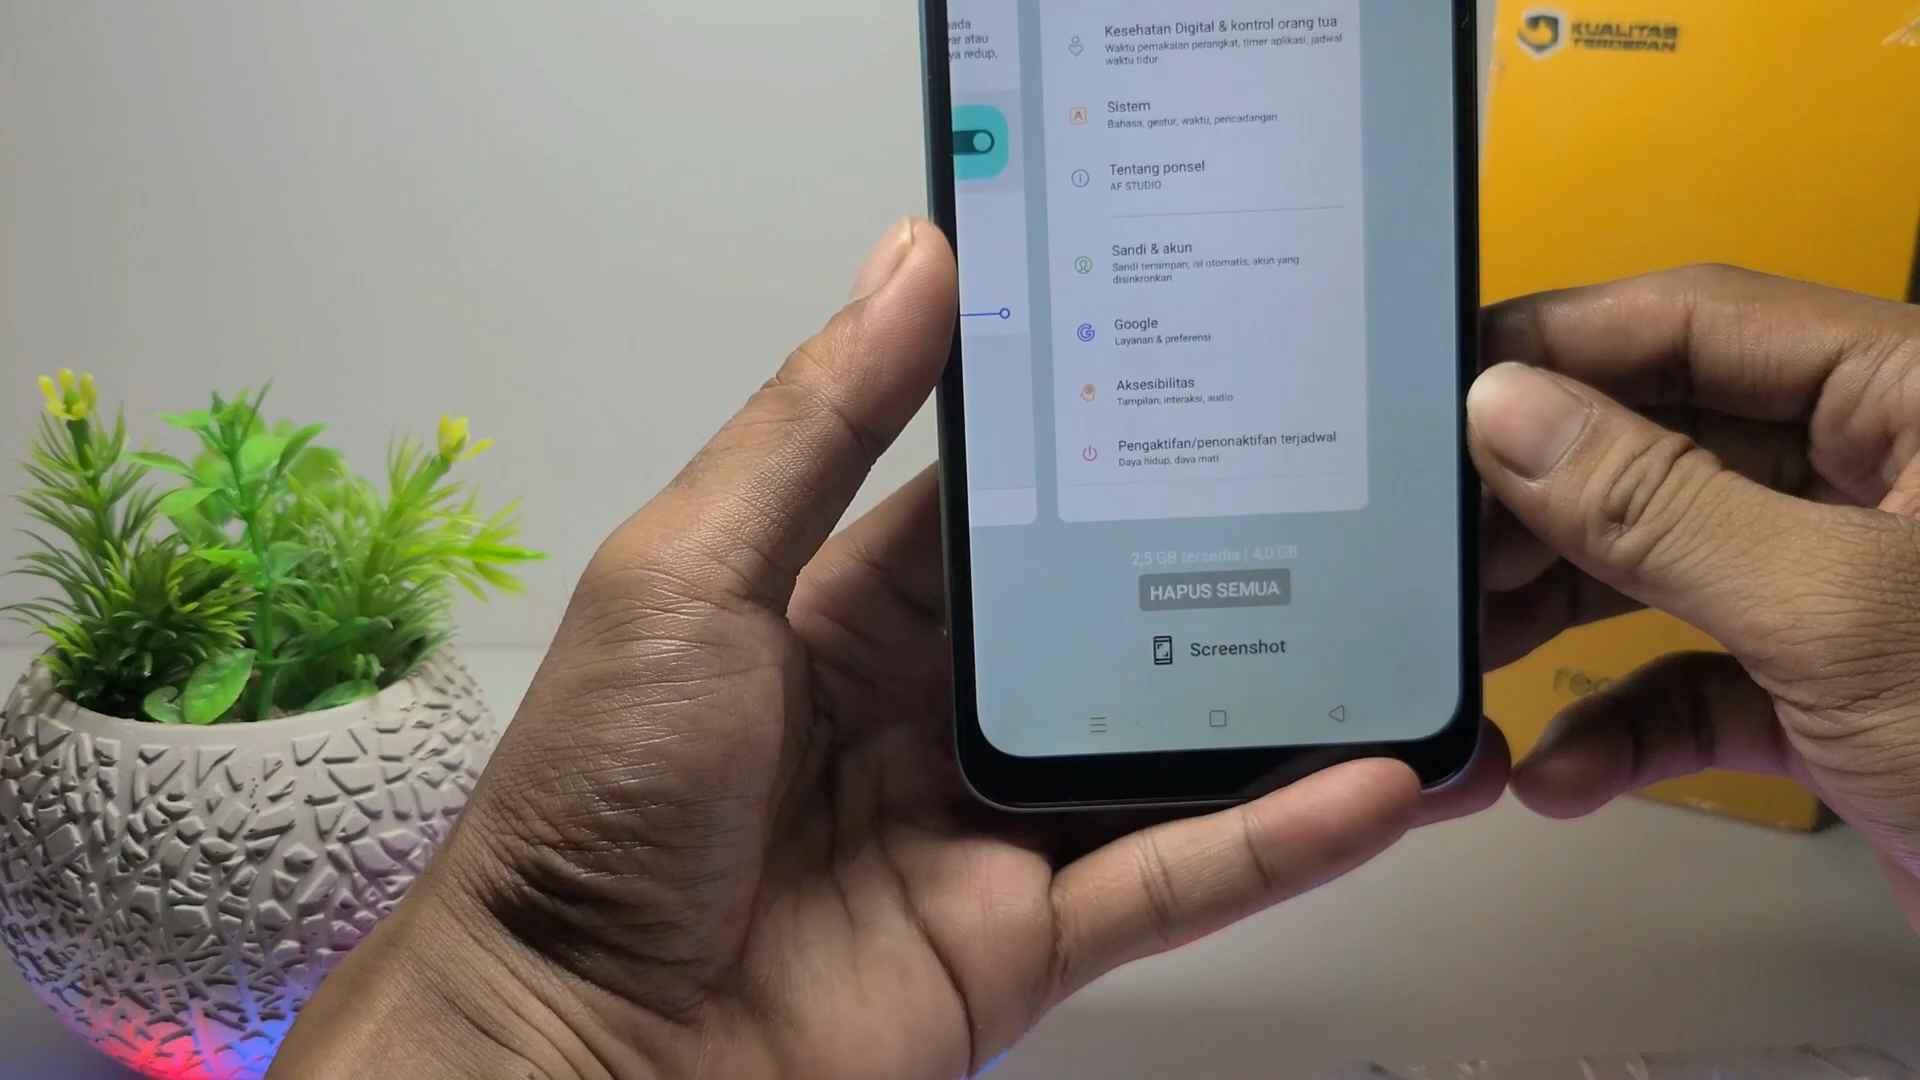 ada
ar atau
ya redup,
Kesehatan Digital & kontrol orang tua
Waktu pemakaian perangkat, timer aplikasi, jadwal
waktu tidur
Sistem
Bahasa, gestur, waktu, pencadangan
Tentang ponsel
AF STUDIO
Sandi & akun
Sandi tersimpan, isi otomatis, akun yang
disinkronkan
Google
Layanan & preferensi
Aksesibilitas
Tampilan, interaksi, audio
Pengaktifan/penonaktifan terjadwal
Daya hidup, daya mati
2,5 GB tersedia | 4,0 GB
HAPUS SEMUA
Screenshot
KUALITAS
TERDEPAN